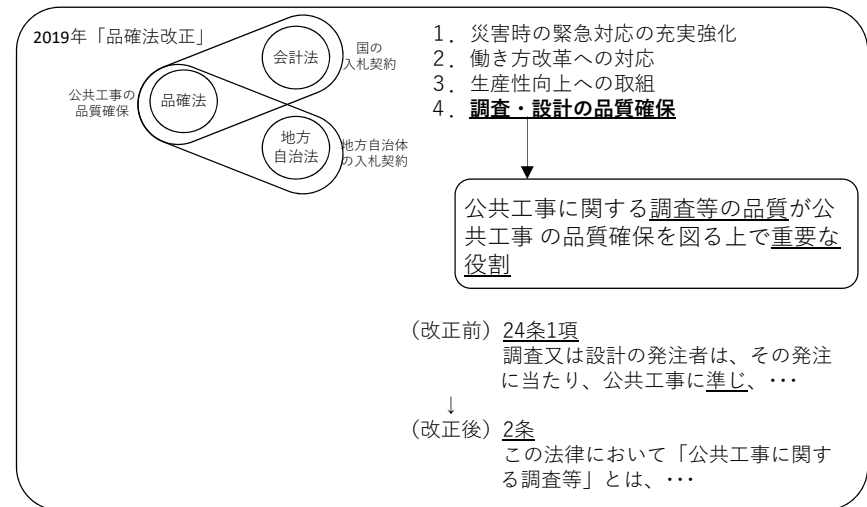 2019年「品確法改正」
会計法
国の
入札契約
公共工事の
品質確保
品確法
地方
自治法
地方自治体
の入札契約
1．災害時の緊急対応の充実強化
2．働き方改革への対応
3．生産性向上への取組
4．調査・設計の品質確保
公共工事に関する調査等の品質が公
共工事 の品質確保を図る上で重要な
役割
（改正前）24条1項
調査又は設計の発注者は、その発注
に当たり、公共工事に準じ、･･･
↓
（改正後）2条
この法律において「公共工事に関す
る調査等」とは、･･･